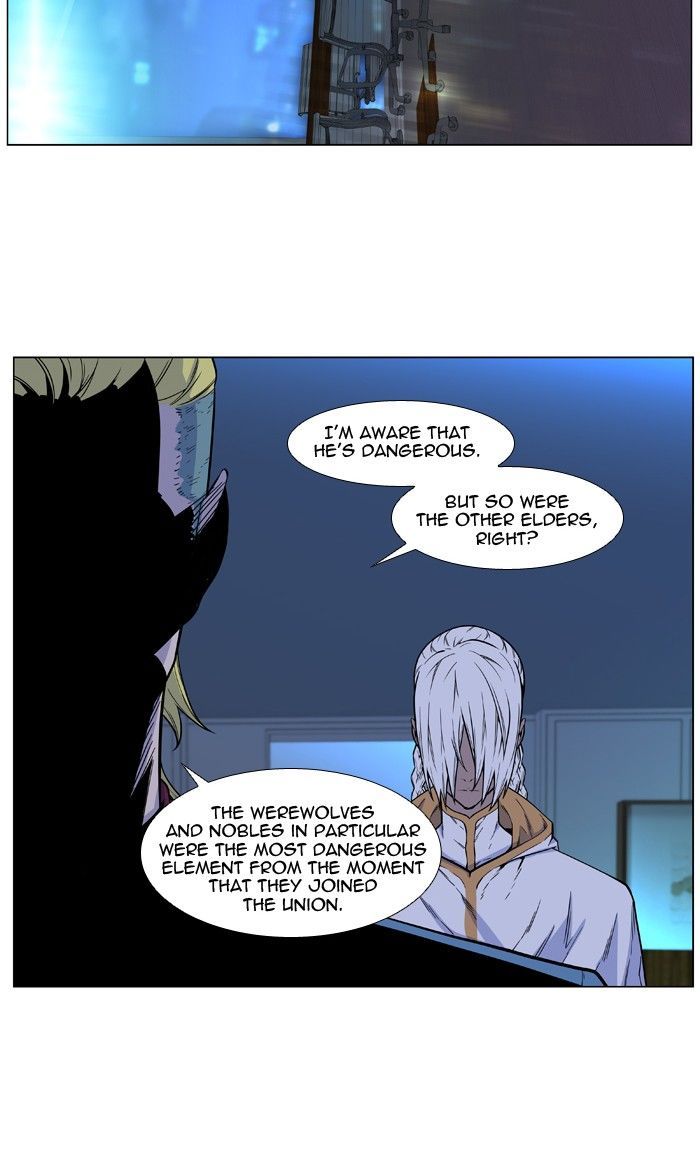 I'M AWARE THAT
HE'S DANGEROUS.
BUT SO WERE
THE OTHER ELDERS,
RIGHT?
THE WEREWOLVES
AND NOBLES IN PARTICULAR
WERE THE MOST DANGEROUS
ELEMENT FROM THE MOMENT
THAT THEY JOINED
THE UNION.